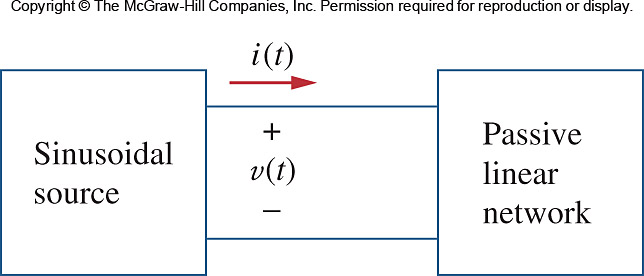 Copyright © The McGraw-Hill Companies, Inc. Permission required for reproduction or display.
i(t)
Sinusoidal
source
+
v(t)
−
Passive
linear
network